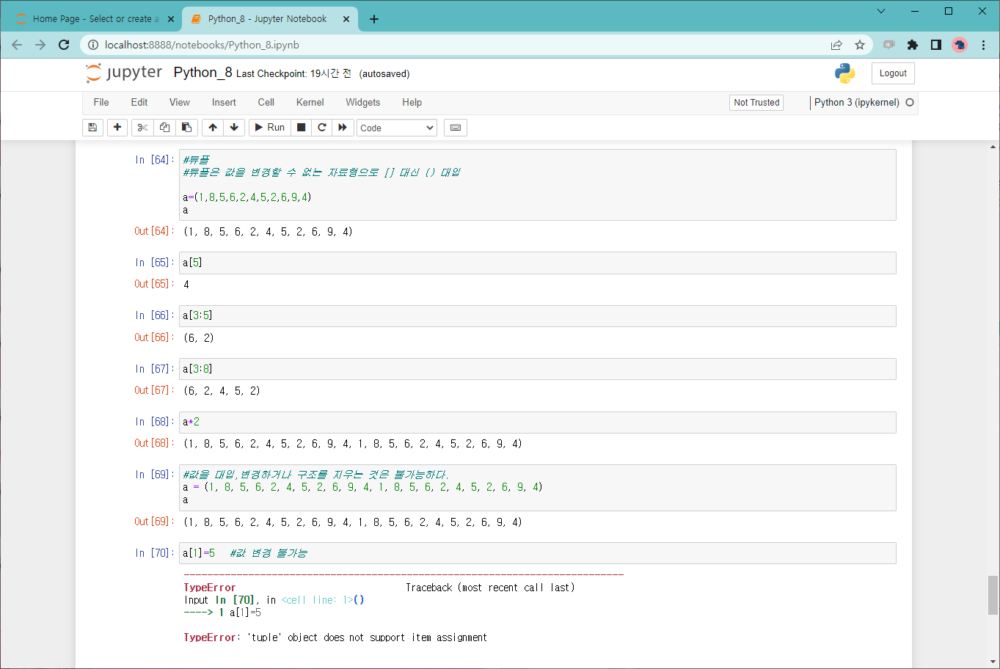 Home Page - Select or create a
Python_8 - Jupyter Notebook
localhost:8888/notebooks/Python_8.ipynb
jupyter Python_8 Last Checkpoint: 19시간 전 (autosaved)
Logout
File Edit View Insert Cell Kernel Widgets Help
Not Trusted
Python 3 (ipykernel)
Run
Code
In [64]: #튜플
#튜플은 값을 변경할 수 없는 자료형으로 [] 대신 () 대입
a=(1,8,5,6,2,4,5,2,6,9,4)
a
Out[64]: (1, 8, 5, 6, 2, 4, 5, 2, 6, 9, 4)
In [65]: a[5]
Out[65]: 4
In [66]: a[3:5]
Out[66]: (6, 2)
In [67]: a[3:8]
Out[67]: (6, 2, 4, 5, 2)
In [68]: a*2
Out[68]: (1, 8, 5, 6, 2, 4, 5, 2, 6, 9, 4, 1, 8, 5, 6, 2, 4, 5, 2, 6, 9, 4)
In [69]: #값을 대입,변경하거나 구조를 지우는 것은 불가능하다.
a = (1, 8, 5, 6, 2, 4, 5, 2, 6, 9, 4, 1, 8, 5, 6, 2, 4, 5, 2, 6, 9, 4)
a
Out[69]: (1, 8, 5, 6, 2, 4, 5, 2, 6, 9, 4, 1, 8, 5, 6, 2, 4, 5, 2, 6, 9, 4)
In [70]: a[1]=5 #값 변경 불가능
---------------------------------------------------------------------------
TypeError Traceback (most recent call last)
Input In [70], in <cell line: 1>()
----> 1 a[1]=5
TypeError: 'tuple' object does not support item assignment